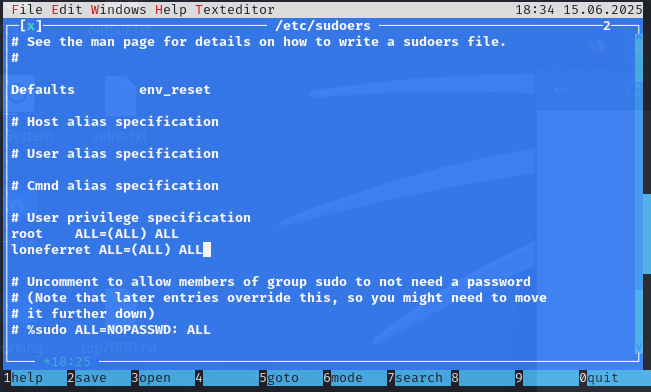 File Edit Windows Help Texteditor 18:34 15.06.2025
[x] /etc/sudoers 2
# See the man page for details on how to write a sudoers file.
#
Defaults env_reset
# Host alias specification
# User alias specification
# Cmnd alias specification
# User privilege specification
root ALL=(ALL) ALL
loneferret ALL=(ALL) ALL
# Uncomment to allow members of group sudo to not need a password
# (Note that later entries override this, so you might need to move
# it further down)
# %sudo ALL=NOPASSWD: ALL
top7000.txt
*18:25
1help 2save 3open 4 5goto 6mode 7search 8 9 0quit